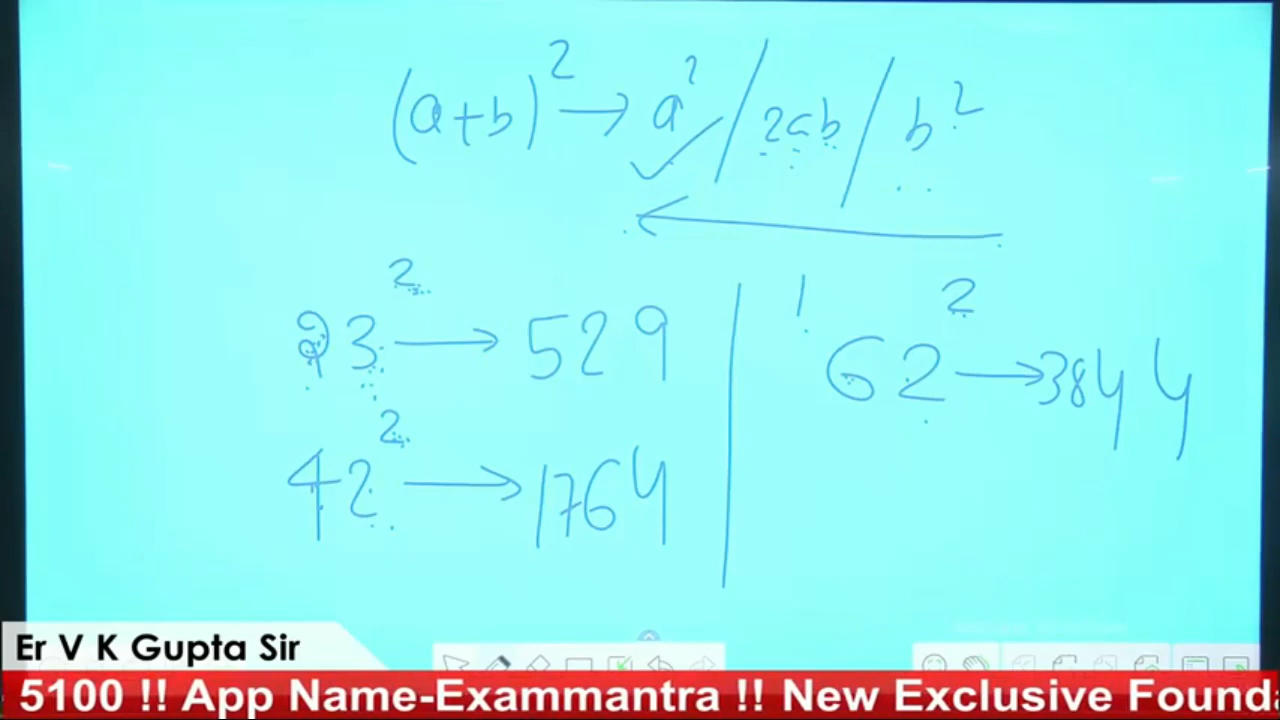 (a+b)² → a² / 2ab / b²
23² → 529
42² → 1764
1
62² → 3844
Er V K Gupta Sir
5100 !! App Name-Exammantra !! New Exclusive Founda